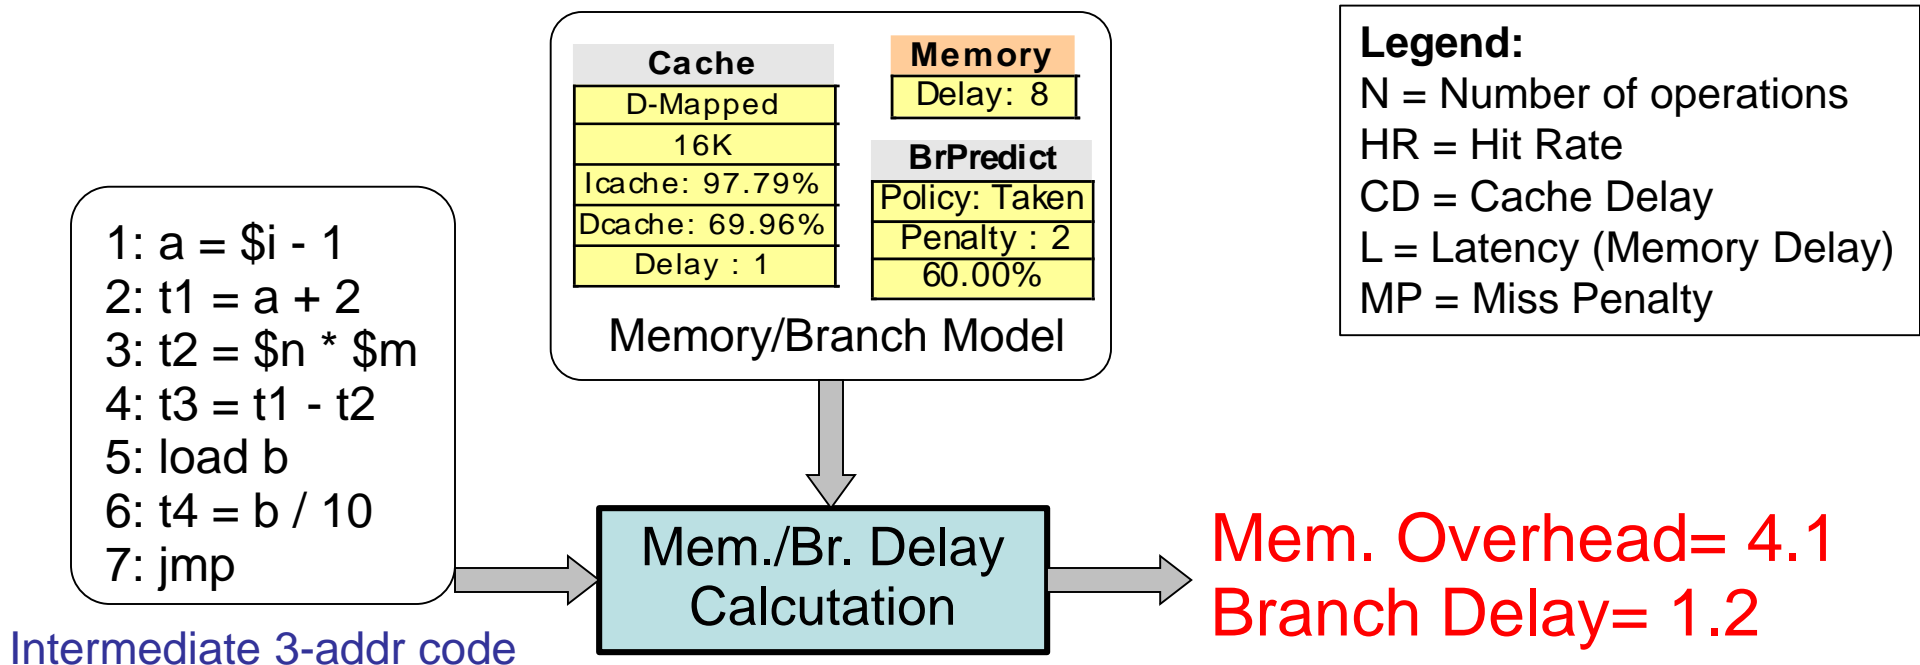 Cache
D-Mapped
16K
Icache: 97.79%
Dcache: 69.96%
Delay : 1
Memory
Delay: 8
BrPredict
Policy: Taken
Penalty : 2
60.00%
Memory/Branch Model
Legend:
N = Number of operations
HR = Hit Rate
CD = Cache Delay
L = Latency (Memory Delay)
MP = Miss Penalty
1: a = $i - 1
2: t1 = a + 2
3: t2 = $n * $m
4: t3 = t1 - t2
5: load b
6: t4 = b / 10
7: jmp
Intermediate 3-addr code
Mem./Br. Delay
Calcutation
Mem. Overhead= 4.1
Branch Delay= 1.2